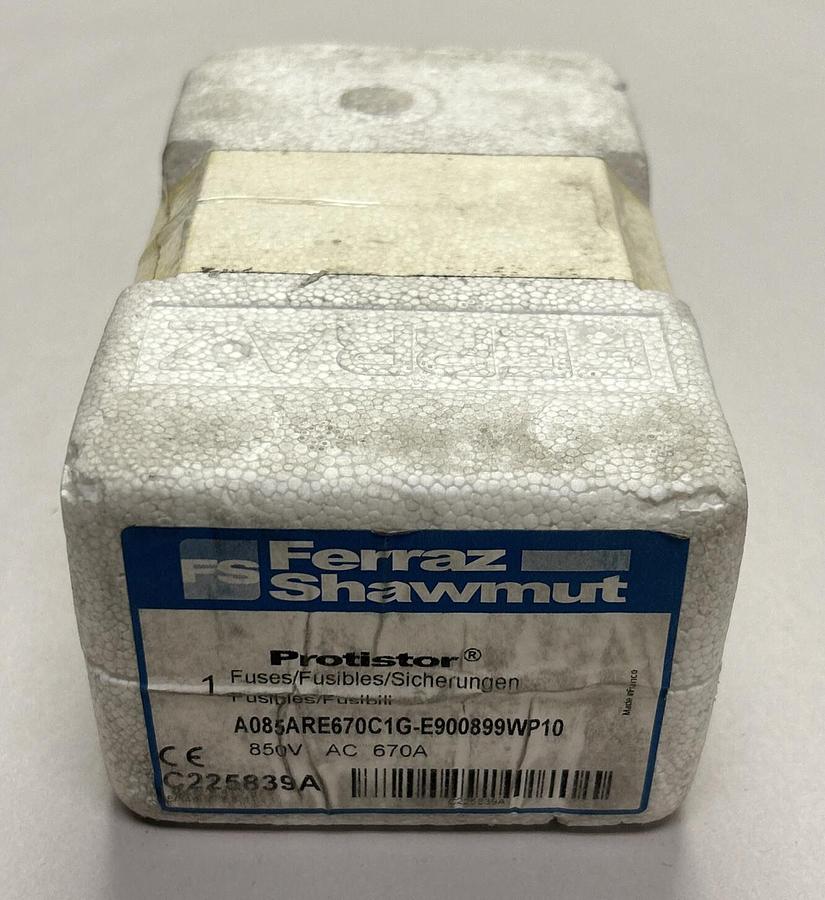 FERRAZ
FS Ferraz
Shawmut
Protistor®
1 Fuses/Fusibles/Sicherungen
Fusibles/Fusibili
Made in France
A085ARE670C1G-E900899WP10
850V AC 670A
CE
C225839A
C225839A